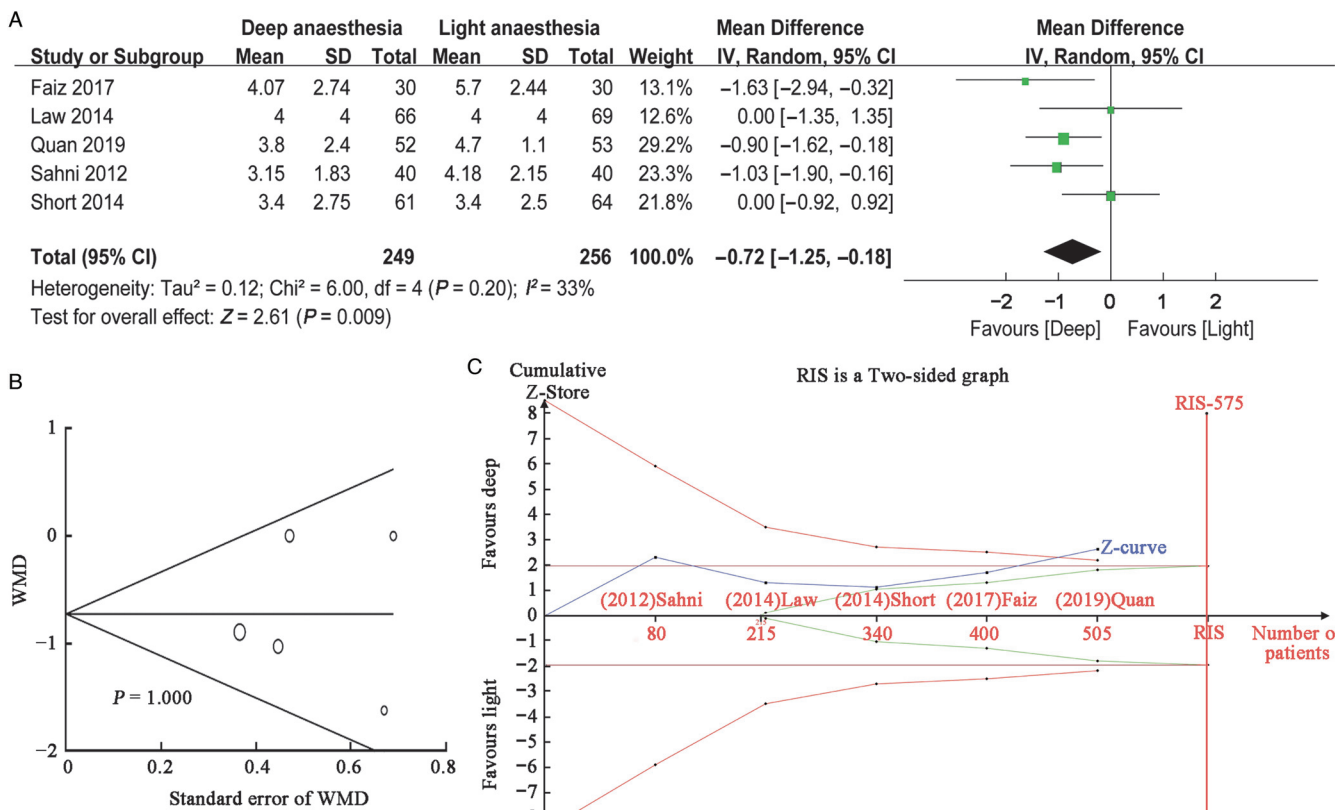 A
Deep anaesthesia Light anaesthesia Mean Difference Mean Difference
Study or Subgroup Mean SD Total Mean SD Total Weight IV, Random, 95% CI IV, Random, 95% CI
Faiz 2017 4.07 2.74 30 5.7 2.44 30 13.1% −1.63 [−2.94, −0.32]
Law 2014 4 4 66 4 4 69 12.6% 0.00 [−1.35, 1.35]
Quan 2019 3.8 2.4 52 4.7 1.1 53 29.2% −0.90 [−1.62, −0.18]
Sahni 2012 3.15 1.83 40 4.18 2.15 40 23.3% −1.03 [−1.90, −0.16]
Short 2014 3.4 2.75 61 3.4 2.5 64 21.8% 0.00 [−0.92, 0.92]
Total (95% CI) 249 256 100.0% −0.72 [−1.25, −0.18]
Heterogeneity: Tau² = 0.12; Chi² = 6.00, df = 4 (P = 0.20); I² = 33%
Test for overall effect: Z = 2.61 (P = 0.009)
−2 −1 0 1 2
Favours [Deep] Favours [Light]
B
1
0
−1
−2
WMD
P = 1.000
0 0.2 0.4 0.6 0.8
Standard error of WMD
C
Cumulative
Z-Store
RIS is a Two-sided graph
RIS-575
8
7
6
5
4
3
2
1
0
−1
−2
−3
−4
−5
−6
−7
Favours deep
Favours light
Z-curve
(2012)Sahni (2014)Law (2014)Short (2017)Faiz (2019)Quan
80 215 340 400 505 RIS
Number o
patients